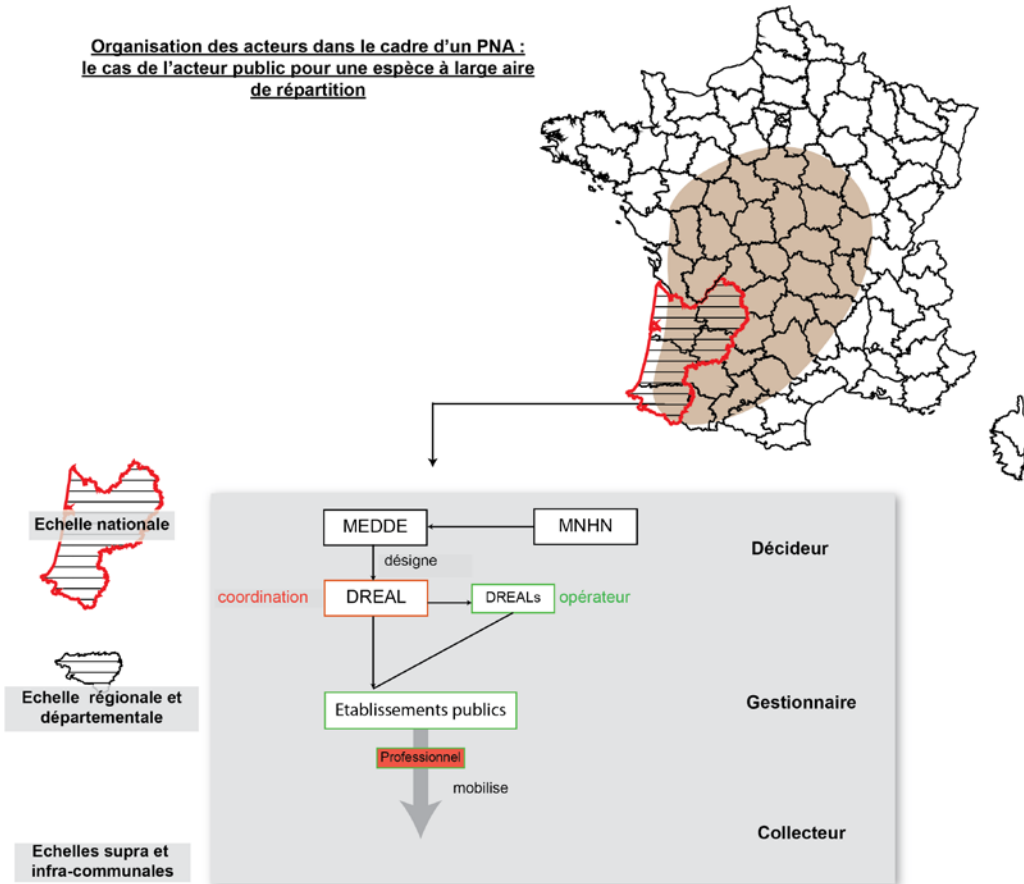 Organisation des acteurs dans le cadre d'un PNA :
le cas de l'acteur public pour une espèce à large aire
de répartition
Echelle nationale
MEDDE
MNHN
Décideur
désigne
coordination
DREAL
DREALs
opérateur
Echelle régionale et
départementale
Etablissements publics
Gestionnaire
Professionnel
mobilise
Collecteur
Echelles supra et
infra-communales